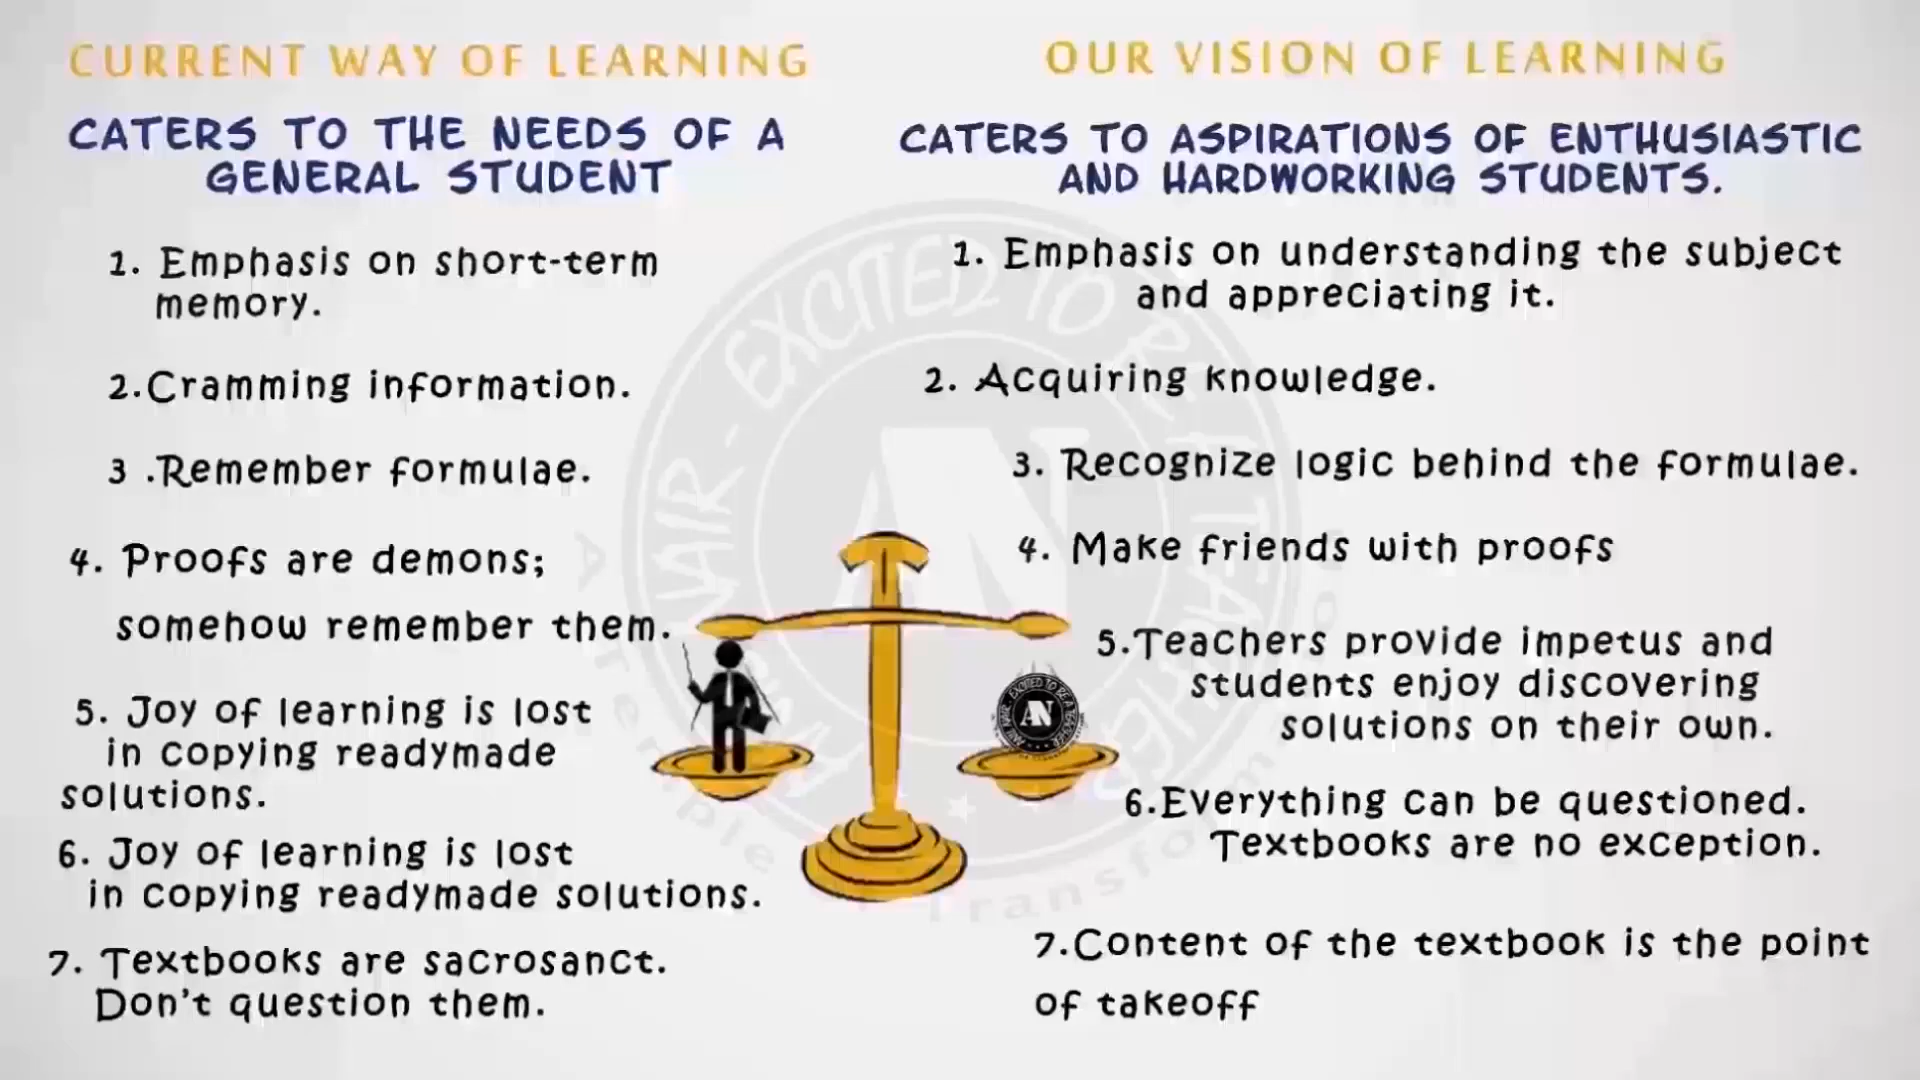 CURRENT WAY OF LEARNING
CATERS TO THE NEEDS OF A
GENERAL STUDENT
1. Emphasis on short-term
memory.
2.Cramming information.
3 .Remember formulae.
4. Proofs are demons;
somehow remember them.
5. Joy of learning is lost
in copying readymade
solutions.
6. Joy of learning is lost
in copying readymade solutions.
7. Textbooks are sacrosanct.
Don't question them.
OUR VISION OF LEARNING
CATERS TO ASPIRATIONS OF ENTHUSIASTIC
AND HARDWORKING STUDENTS.
1. Emphasis on understanding the subject
and appreciating it.
2. Acquiring knowledge.
3. Recognize logic behind the formulae.
4. Make friends with proofs
5.Teachers provide impetus and
students enjoy discovering
solutions on their own.
6.Everything can be questioned.
Textbooks are no exception.
7.Content of the textbook is the point
of takeoff
NAIR - EXCITED TO BE A TEACHER
AN